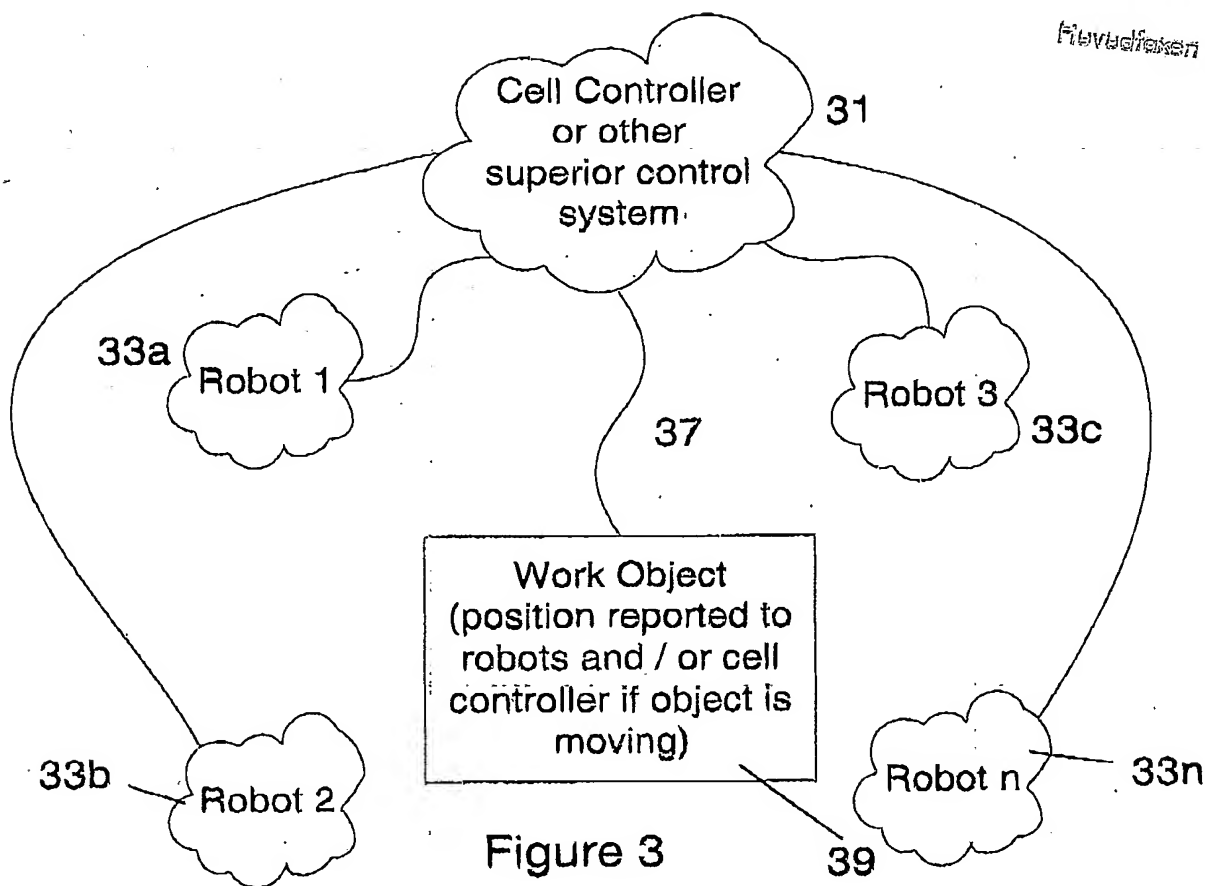 Cell Controller
or other
superior control
system
31
33a
Robot 1
Robot 3
33c
37
Work Object
(position reported to
robots and / or cell
controller if object is
moving)
33b
Robot 2
Robot n
33n
39
Figure 3